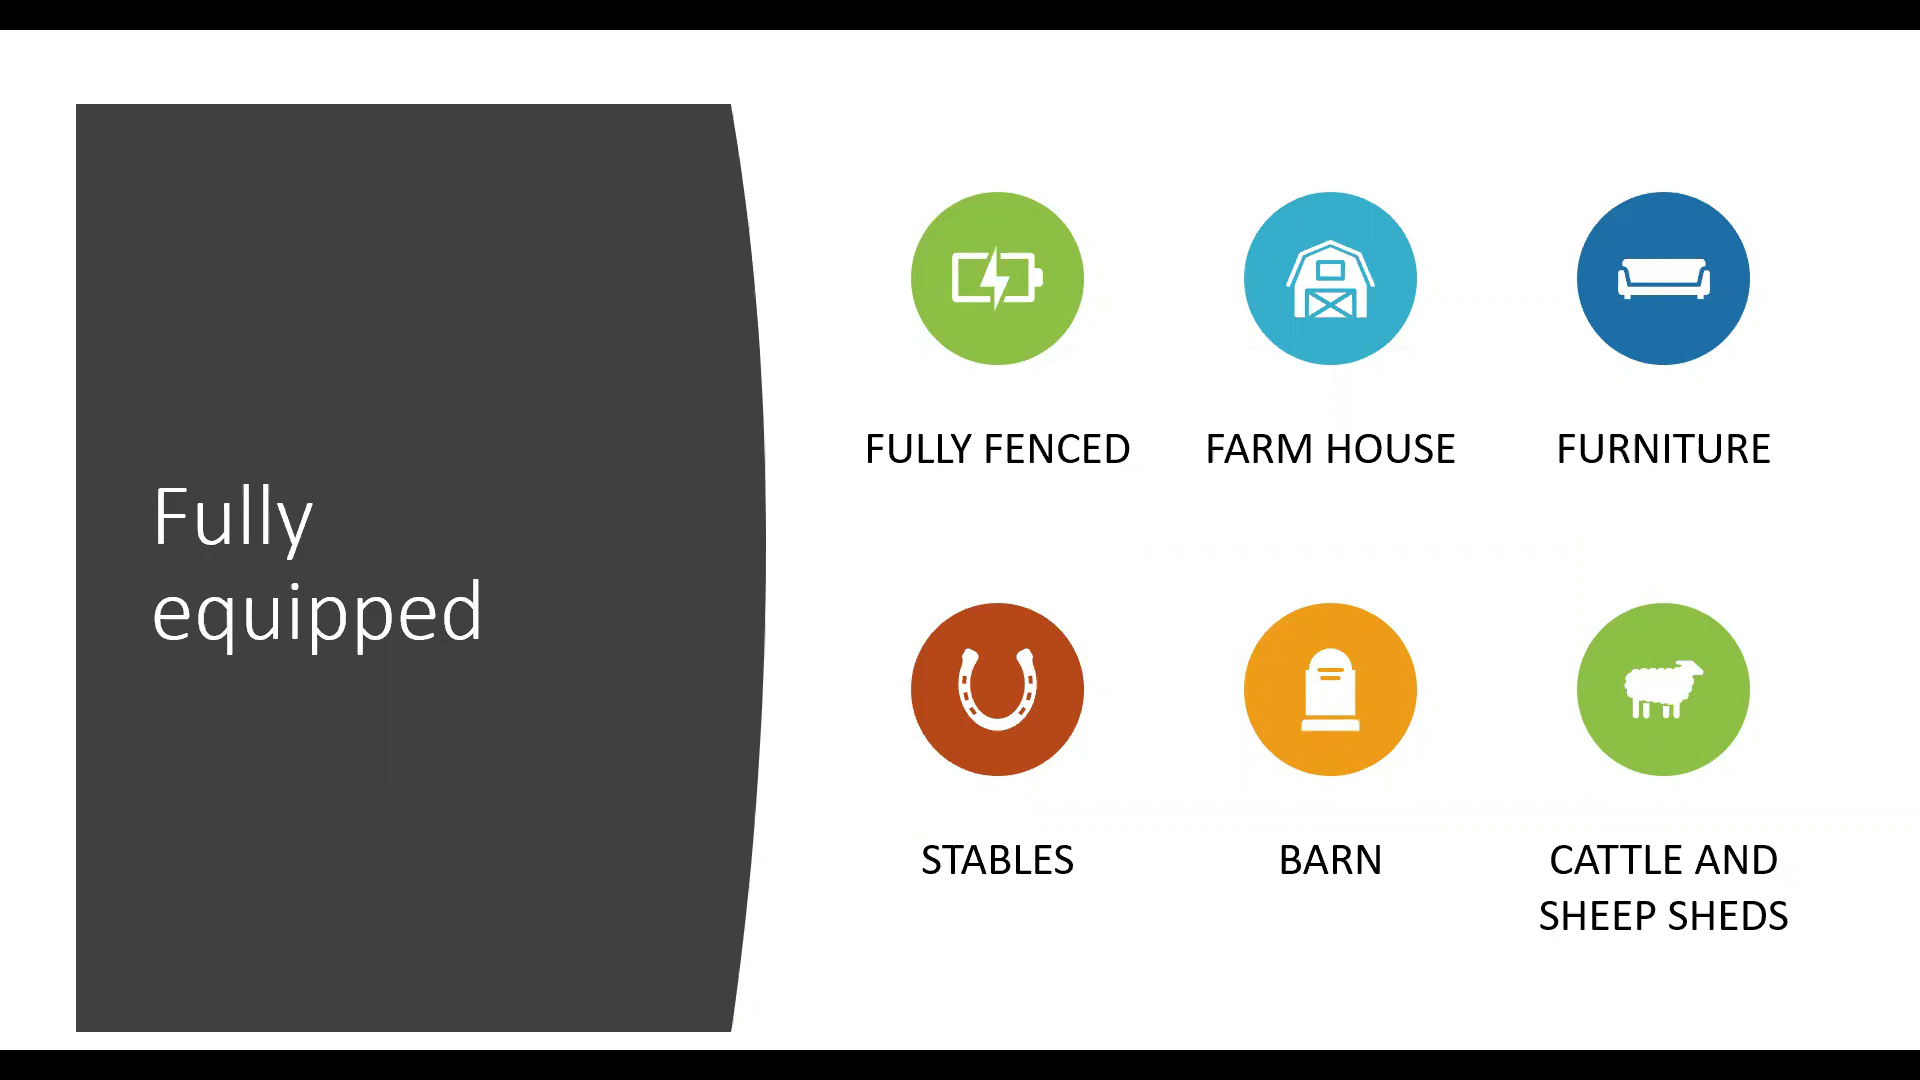 Fully
equipped
FULLY FENCED
FARM HOUSE
FURNITURE
STABLES
BARN
CATTLE AND
SHEEP SHEDS